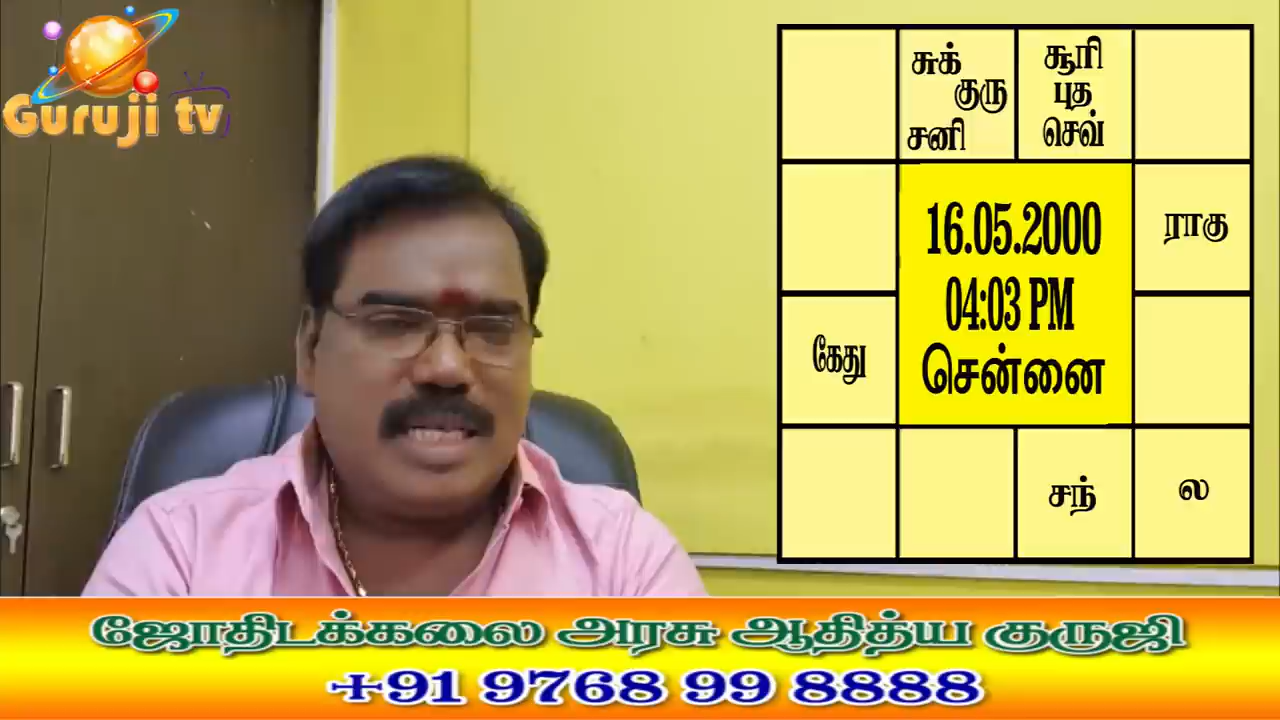 Guruji tv
சுக்
குரு
சனி
சூரி
புத
செவ்
ராகு
16.05.2000
04:03 PM
சென்னை
கேது
சந்
ல
ஜோதிடக்கலை அரசு ஆதித்ய குருஜி
+91 9768 99 8888